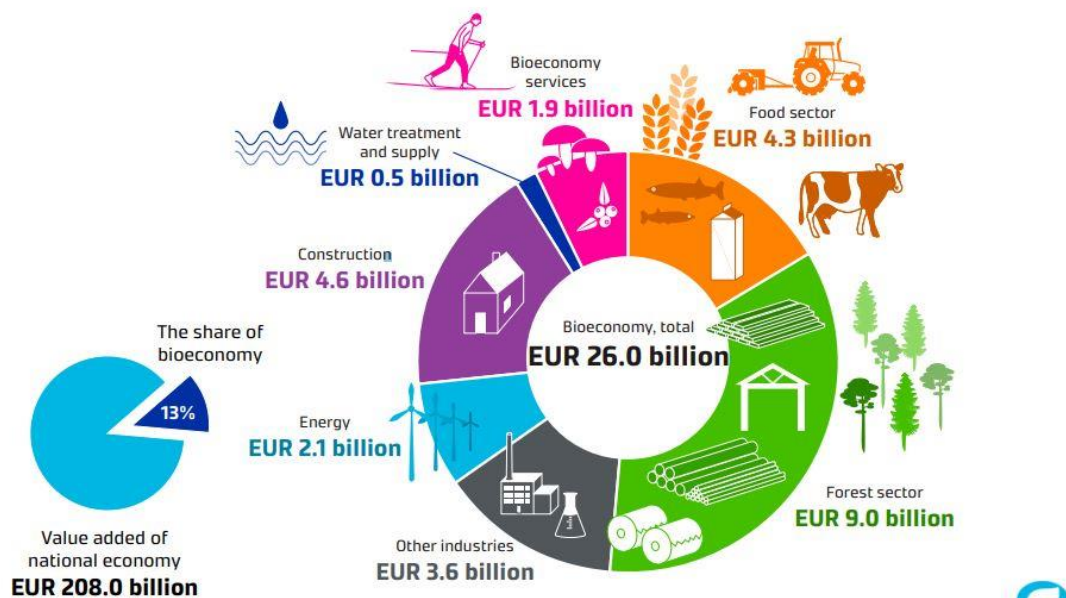 Bioeconomy
services
EUR 1.9 billion
Food sector
EUR 4.3 billion
Water treatment
and supply
EUR 0.5 billion
Construction
EUR 4.6 billion
Bioeconomy, total
EUR 26.0 billion
The share of
bioeconomy
13%
Energy
EUR 2.1 billion
Forest sector
EUR 9.0 billion
Other industries
EUR 3.6 billion
Value added of
national economy
EUR 208.0 billion